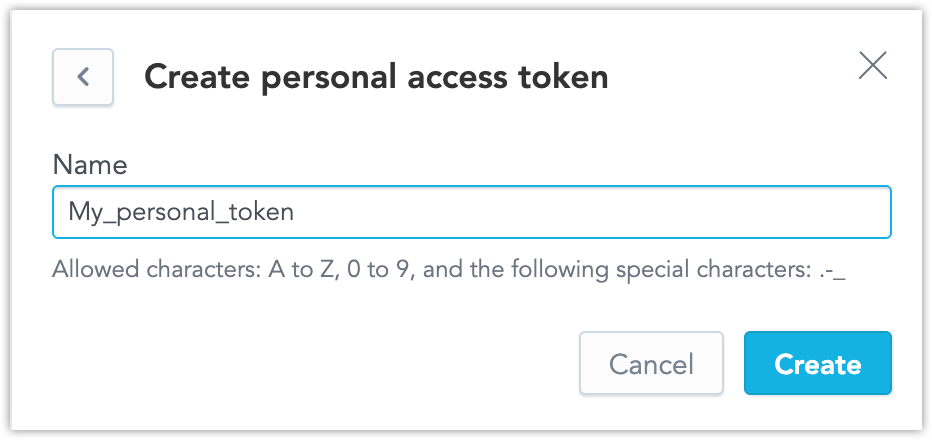 Create personal access token
Name
My_personal_token
Allowed characters: A to Z, 0 to 9, and the following special characters: .-_
Cancel
Create